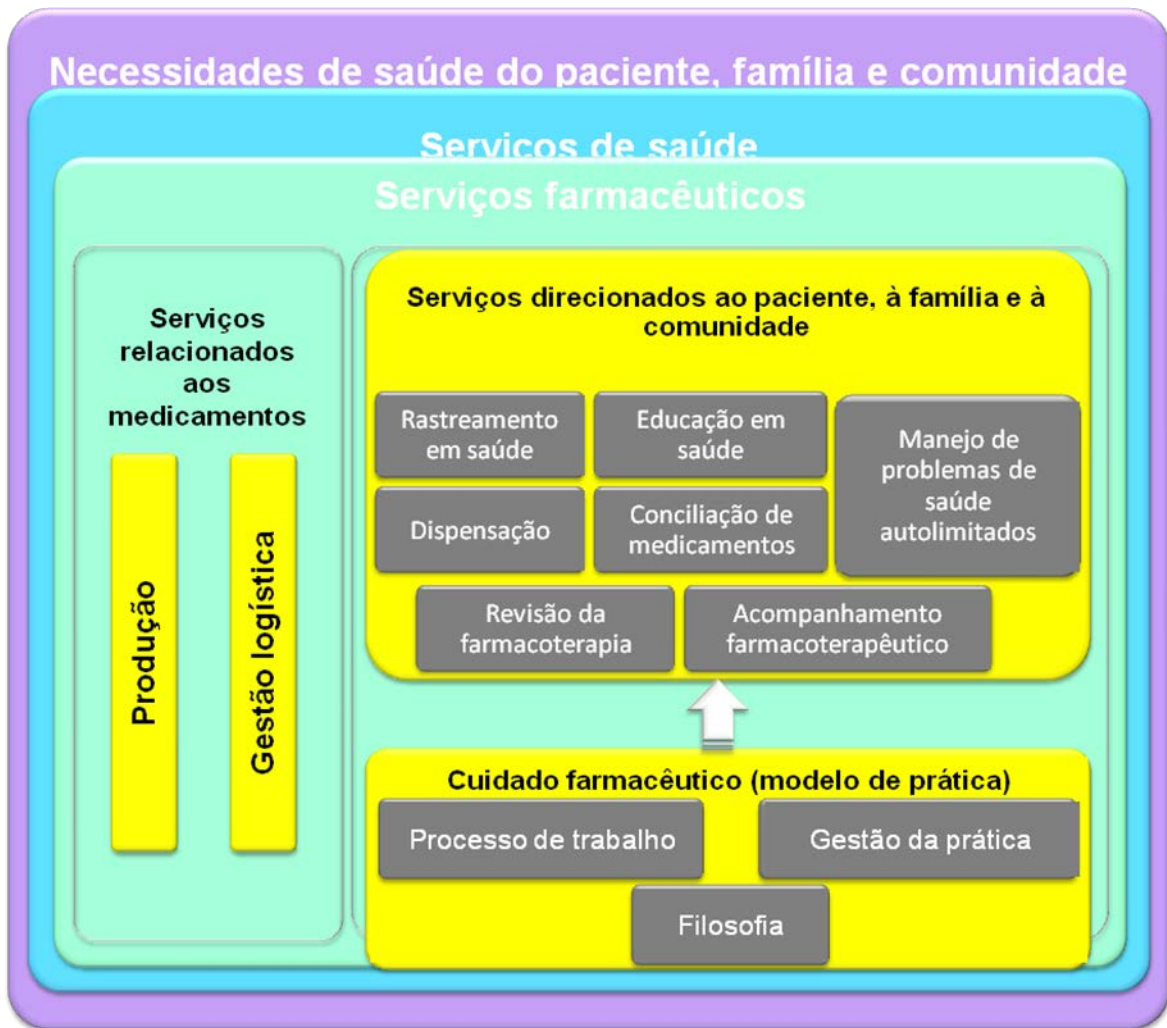 Necessidades de saúde do paciente, família e comunidade
Serviços de saúde
Serviços farmacêuticos
Serviços
relacionados
aos
medicamentos
Produção
Gestão logística
Serviços direcionados ao paciente, à família e à
comunidade
Rastreamento
em saúde
Educação em
saúde
Manejo de
problemas de
saúde
autolimitados
Dispensação
Conciliação de
medicamentos
Revisão da
farmacoterapia
Acompanhamento
farmacoterapêutico
Cuidado farmacêutico (modelo de prática)
Processo de trabalho
Gestão da prática
Filosofia